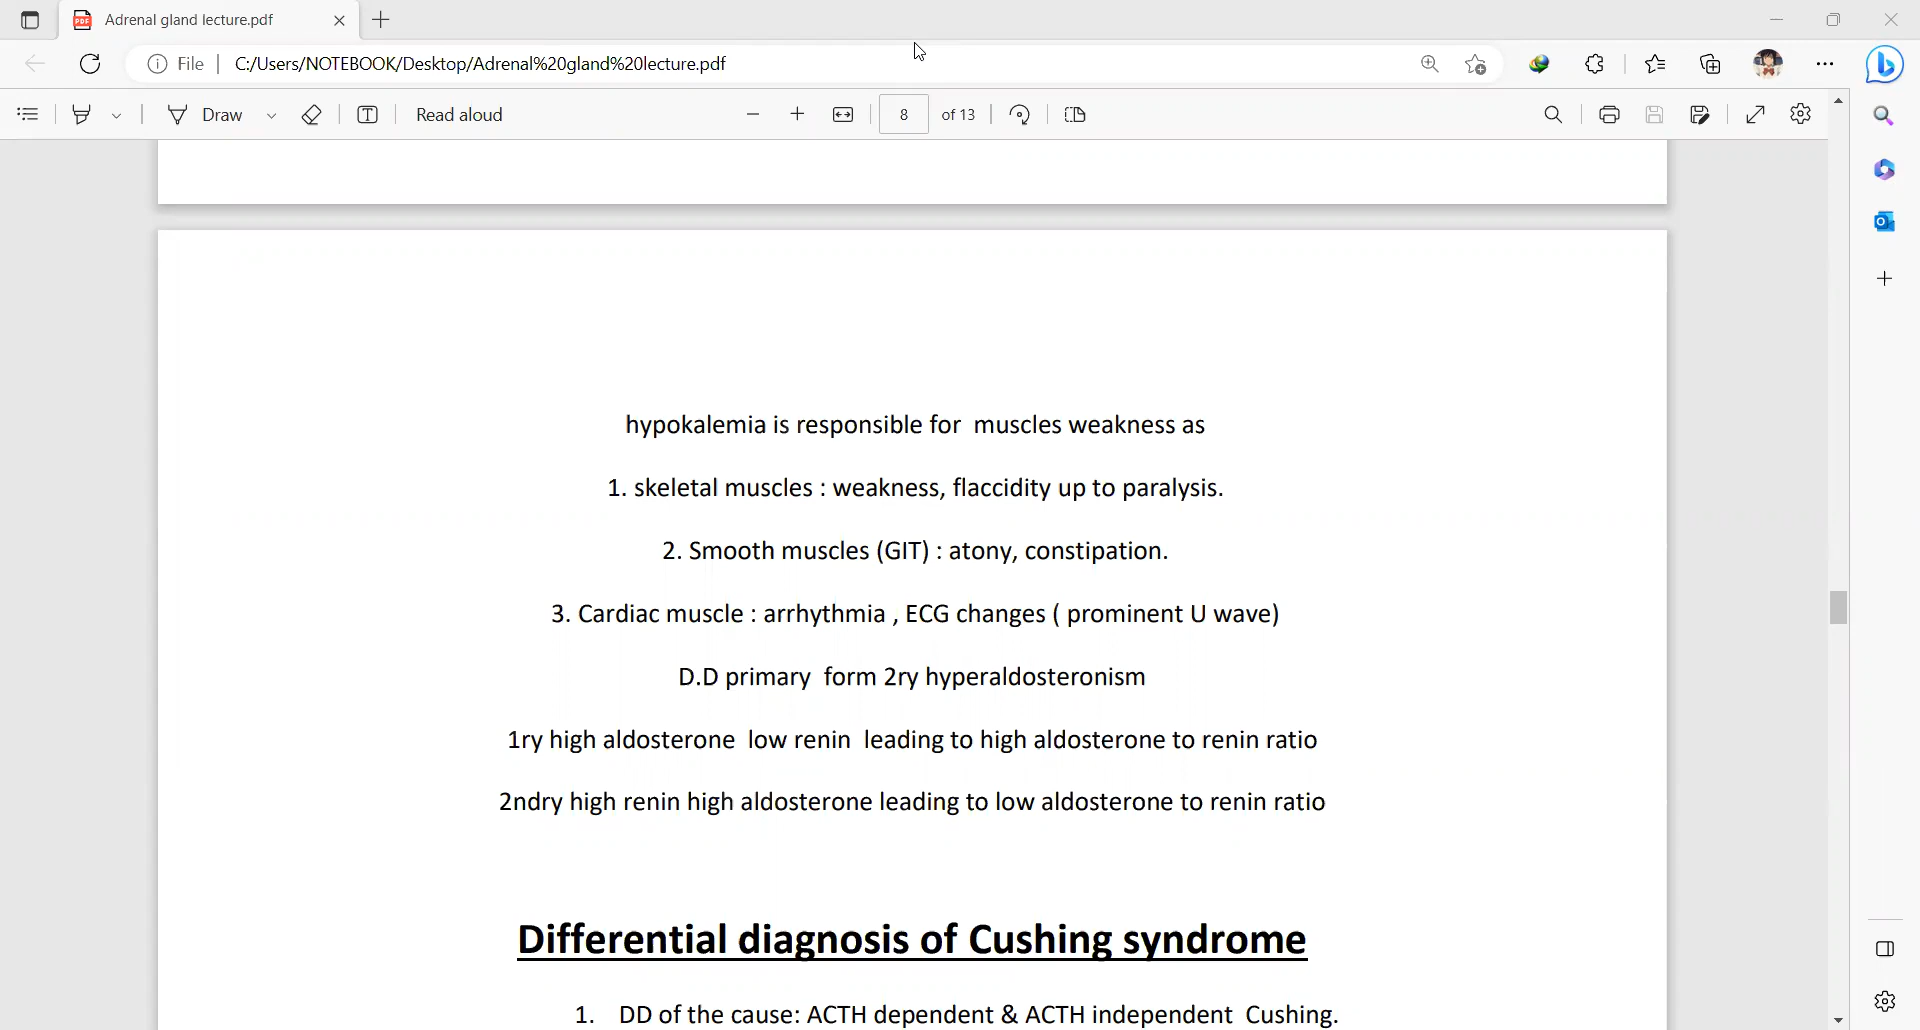 Adrenal gland lecture.pdf
File
C:/Users/NOTEBOOK/Desktop/Adrenal%20gland%20lecture.pdf
Draw
Read aloud
8 of 13
hypokalemia is responsible for  muscles weakness as
1. skeletal muscles : weakness, flaccidity up to paralysis.
2. Smooth muscles (GIT) : atony, constipation.
3. Cardiac muscle : arrhythmia , ECG changes ( prominent U wave)
D.D primary  form 2ry hyperaldosteronism
1ry high aldosterone  low renin  leading to high aldosterone to renin ratio
2ndry high renin high aldosterone leading to low aldosterone to renin ratio
Differential diagnosis of Cushing syndrome
1. DD of the cause: ACTH dependent & ACTH independent  Cushing.